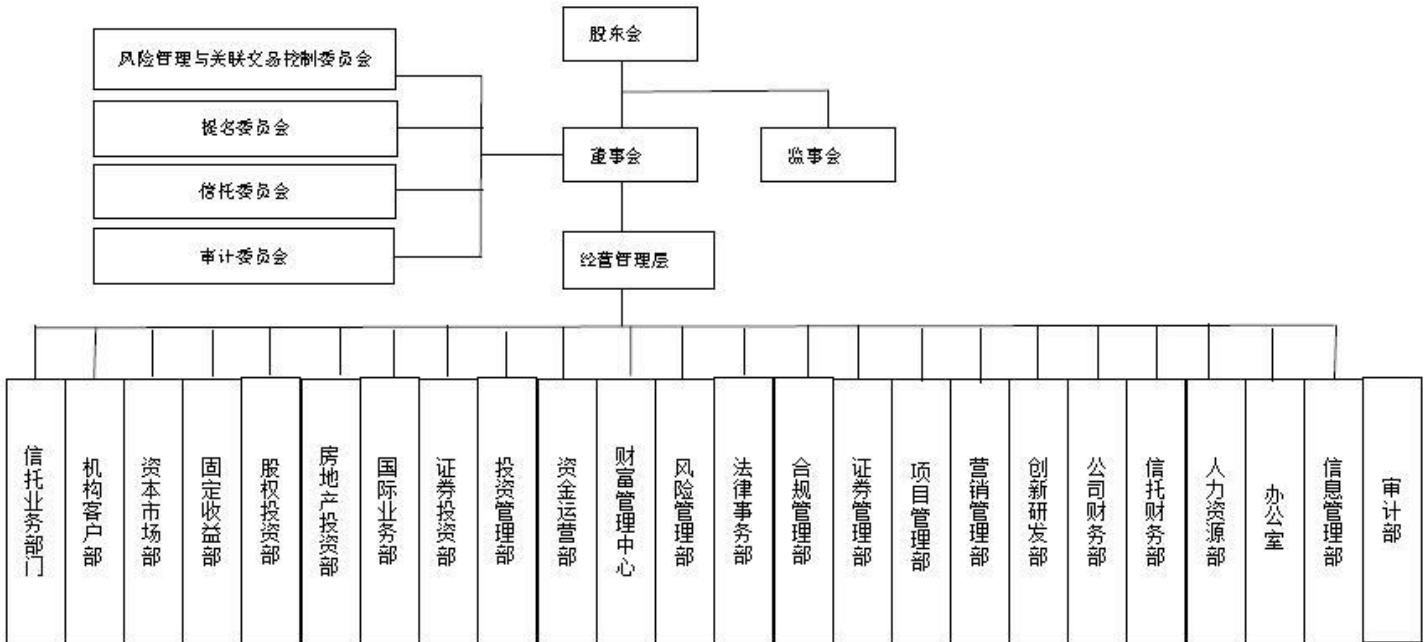 股东会
风险管理与关联交易控制委员会
提名委员会
董事会
监事会
信托委员会
审计委员会
经营管理层
信托业务部门
机构客户部
资本市场部
固定收益部
股权投资部
房地产投资部
国际业务部
证券投资部
投资管理部
资金运营部
财富管理中心
风险管理部
法律事务部
合规管理部
证券管理部
项目管理部
营销管理部
创新研发部
公司财务部
信托财务部
人力资源部
办公室
信息管理部
审计部